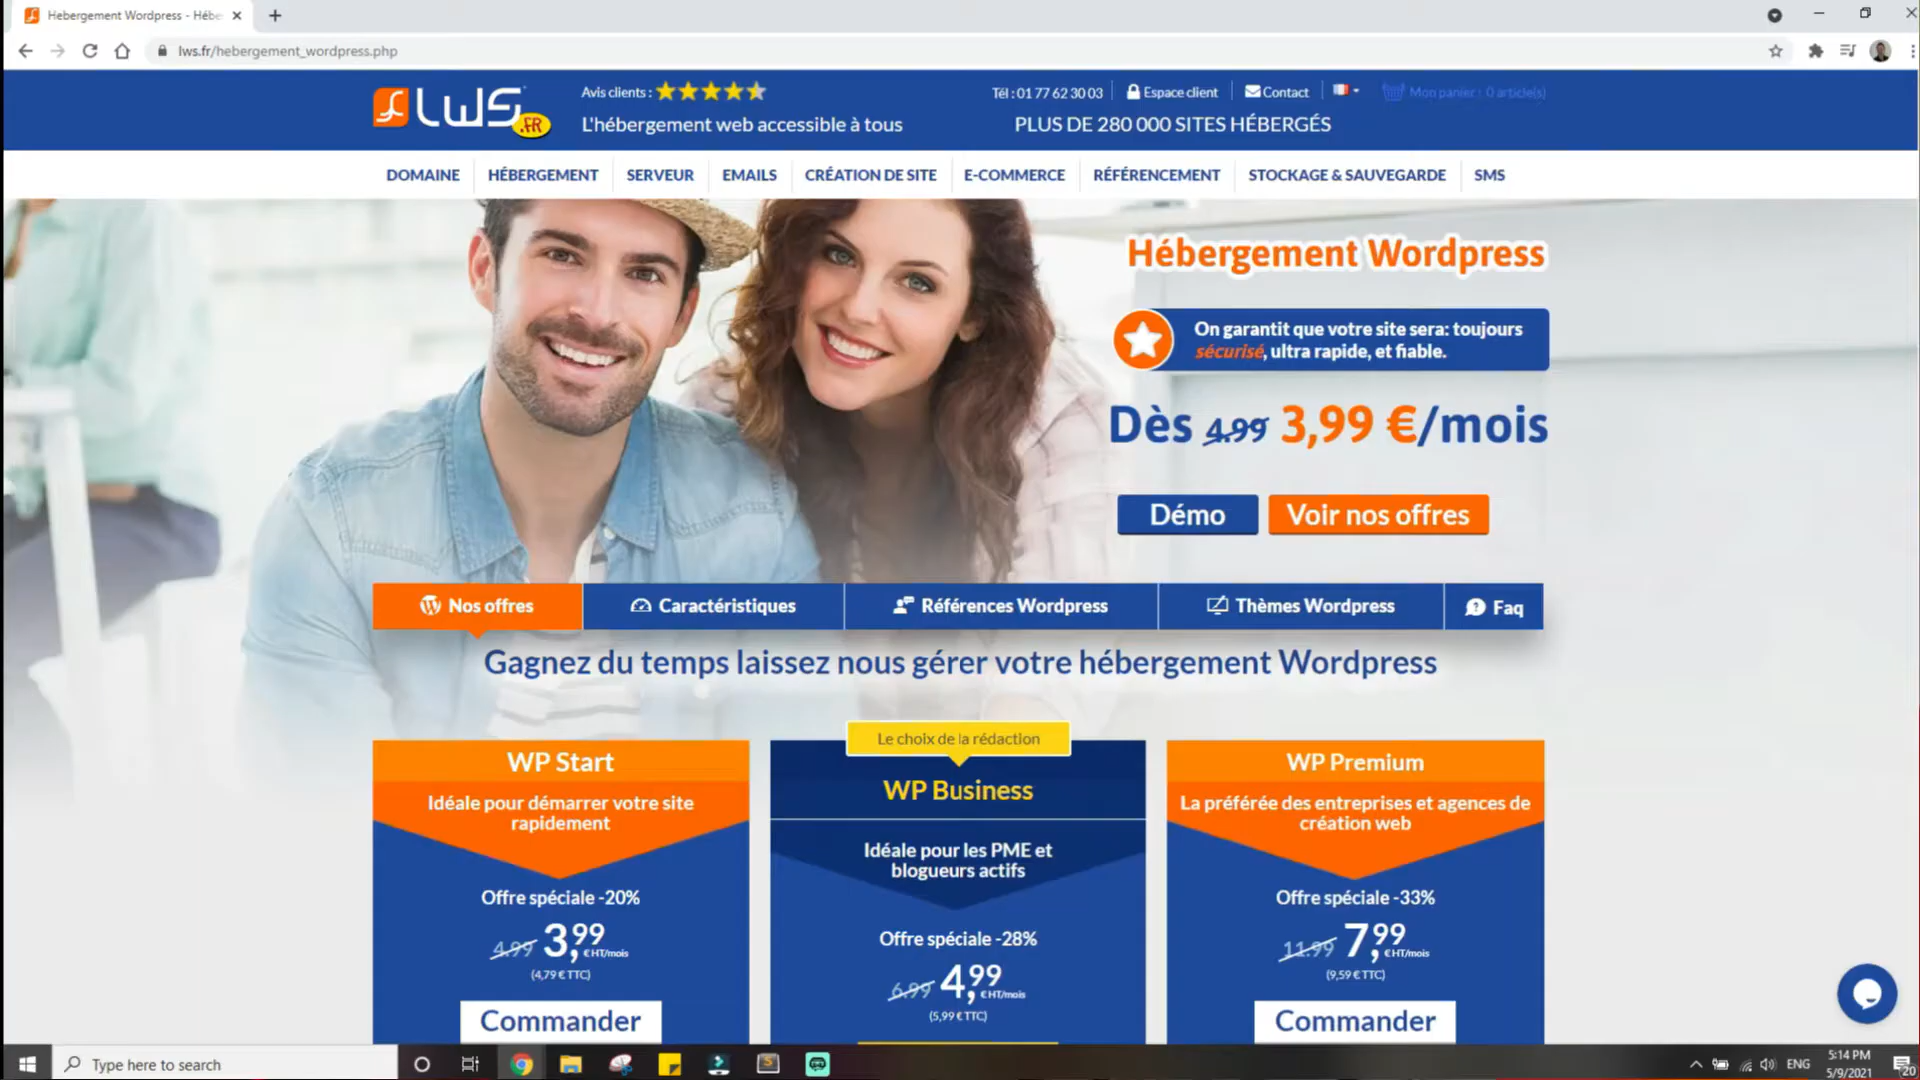 Hebergement Wordpress - Hébe
lws.fr/hebergement_wordpress.php
LWS .FR
Avis clients :
L'hébergement web accessible à tous
Tél : 01 77 62 30 03
Espace client
Contact
Mon panier : 0 article(s)
PLUS DE 280 000 SITES HÉBERGÉS
DOMAINE HÉBERGEMENT SERVEUR EMAILS CRÉATION DE SITE E-COMMERCE RÉFÉRENCEMENT STOCKAGE & SAUVEGARDE SMS
Hébergement Wordpress
On garantit que votre site sera: toujours
sécurisé, ultra rapide, et fiable.
Dès 4.99 3,99 €/mois
Démo
Voir nos offres
Nos offres
Caractéristiques
Références Wordpress
Thèmes Wordpress
Faq
Gagnez du temps laissez nous gérer votre hébergement Wordpress
WP Start
Idéale pour démarrer votre site
rapidement
Offre spéciale -20%
4.99 3,99 € HT/mois
(4,79 € TTC)
Commander
Le choix de la rédaction
WP Business
Idéale pour les PME et
blogueurs actifs
Offre spéciale -28%
6.99 4,99 € HT/mois
(5,99 € TTC)
WP Premium
La préférée des entreprises et agences de
création web
Offre spéciale -33%
11.99 7,99 € HT/mois
(9,59 € TTC)
Commander
Type here to search
ENG
5:14 PM
5/9/2021
20